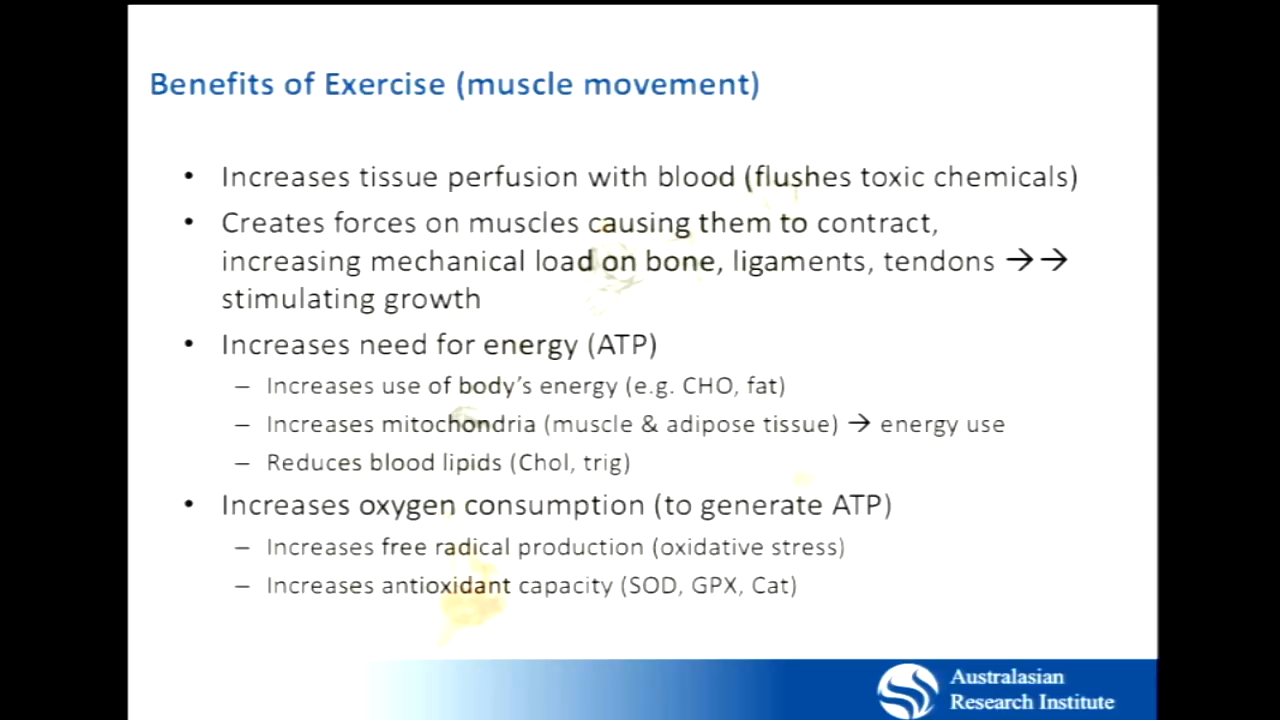 Benefits of Exercise (muscle movement)
• Increases tissue perfusion with blood (flushes toxic chemicals)
• Creates forces on muscles causing them to contract,
increasing mechanical load on bone, ligaments, tendons →→
stimulating growth
• Increases need for energy (ATP)
– Increases use of body's energy (e.g. CHO, fat)
– Increases mitochondria (muscle & adipose tissue) → energy use
– Reduces blood lipids (Chol, trig)
• Increases oxygen consumption (to generate ATP)
– Increases free radical production (oxidative stress)
– Increases antioxidant capacity (SOD, GPX, Cat)
Australasian
Research Institute